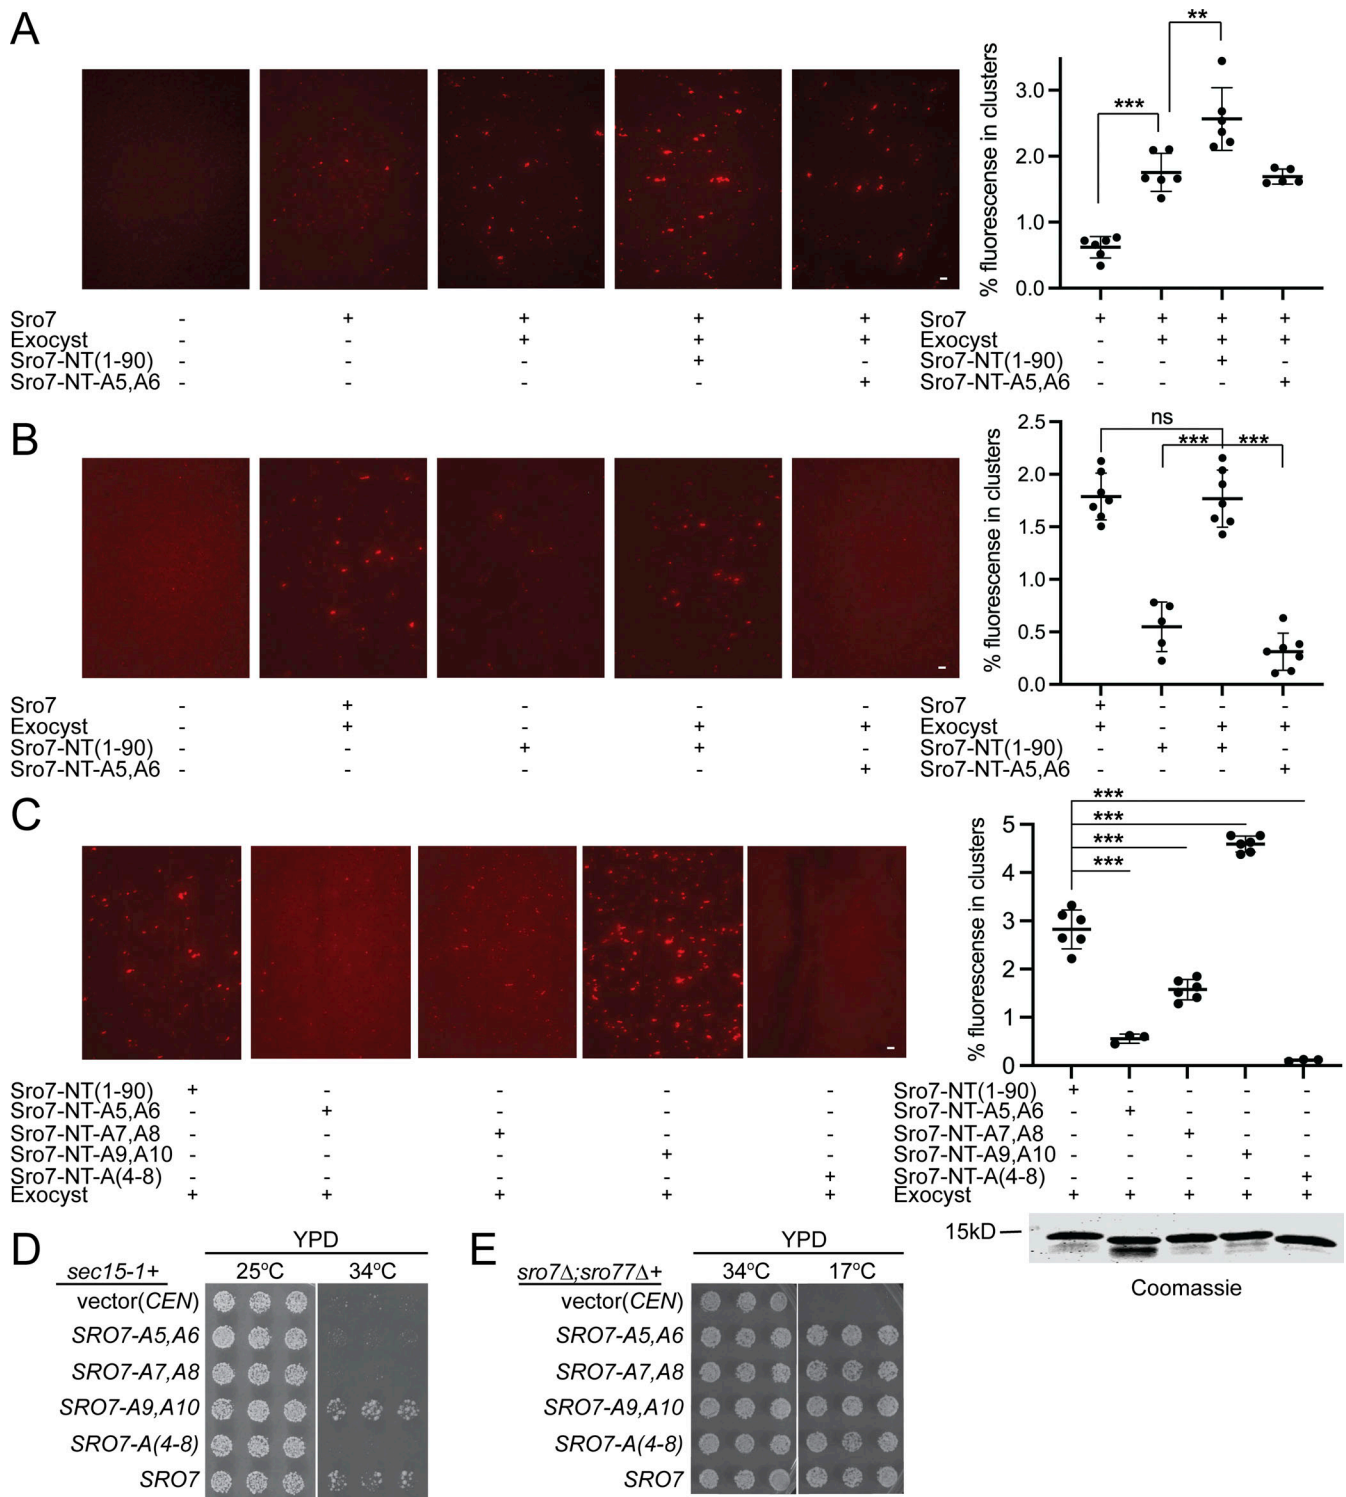 A
% fluorescense in clusters
**
***
3.0
2.0
1.0
0.0
Sro7 - + + + +
Exocyst - - + + +
Sro7-NT(1-90) - - - + -
Sro7-NT-A5,A6 - - - - +
Sro7 + + + +
Exocyst - + + +
Sro7-NT(1-90) - - + -
Sro7-NT-A5,A6 - - - +
B
% fluorescense in clusters
ns
*** ***
2.5
2.0
1.5
1.0
0.5
0.0
Sro7 - + - - -
Exocyst - + - + +
Sro7-NT(1-90) - - + + -
Sro7-NT-A5,A6 - - - - +
Sro7 + - - -
Exocyst + - + +
Sro7-NT(1-90) - + + -
Sro7-NT-A5,A6 - - - +
C
% fluorescense in clusters
***
***
***
***
5
4
3
2
1
0
Sro7-NT(1-90) + - - - -
Sro7-NT-A5,A6 - + - - -
Sro7-NT-A7,A8 - - + - -
Sro7-NT-A9,A10 - - - + -
Sro7-NT-A(4-8) - - - - +
Exocyst + + + + +
Sro7-NT(1-90) + - - - -
Sro7-NT-A5,A6 - + - - -
Sro7-NT-A7,A8 - - + - -
Sro7-NT-A9,A10 - - - + -
Sro7-NT-A(4-8) - - - - +
Exocyst + + + + +
15kD
Coomassie
D
YPD
sec15-1+ 25ºC 34ºC
vector(CEN)
SRO7-A5,A6
SRO7-A7,A8
SRO7-A9,A10
SRO7-A(4-8)
SRO7
E
YPD
sro7Δ;sro77Δ+ 34ºC 17ºC
vector(CEN)
SRO7-A5,A6
SRO7-A7,A8
SRO7-A9,A10
SRO7-A(4-8)
SRO7